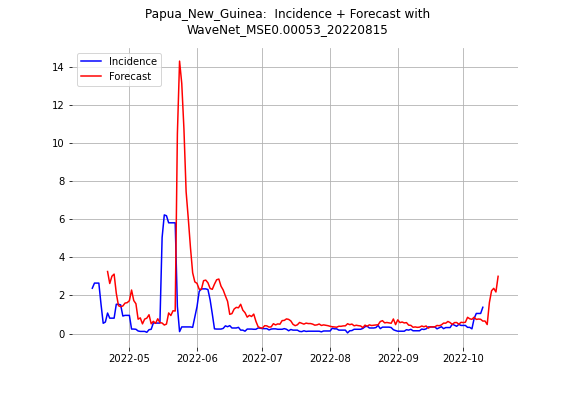 Papua_New_Guinea:  Incidence + Forecast with
WaveNet_MSE0.00053_20220815
Incidence
Forecast
14
12
10
8
6
4
2
0
2022-05 2022-06 2022-07 2022-08 2022-09 2022-10